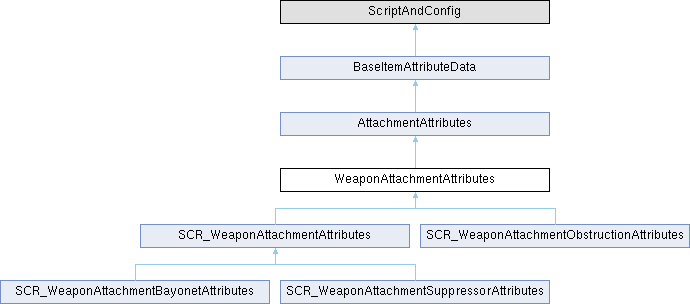 ScriptAndConfig
BaseItemAttributeData
AttachmentAttributes
WeaponAttachmentAttributes
SCR_WeaponAttachmentAttributes
SCR_WeaponAttachmentObstructionAttributes
SCR_WeaponAttachmentBayonetAttributes
SCR_WeaponAttachmentSuppressorAttributes